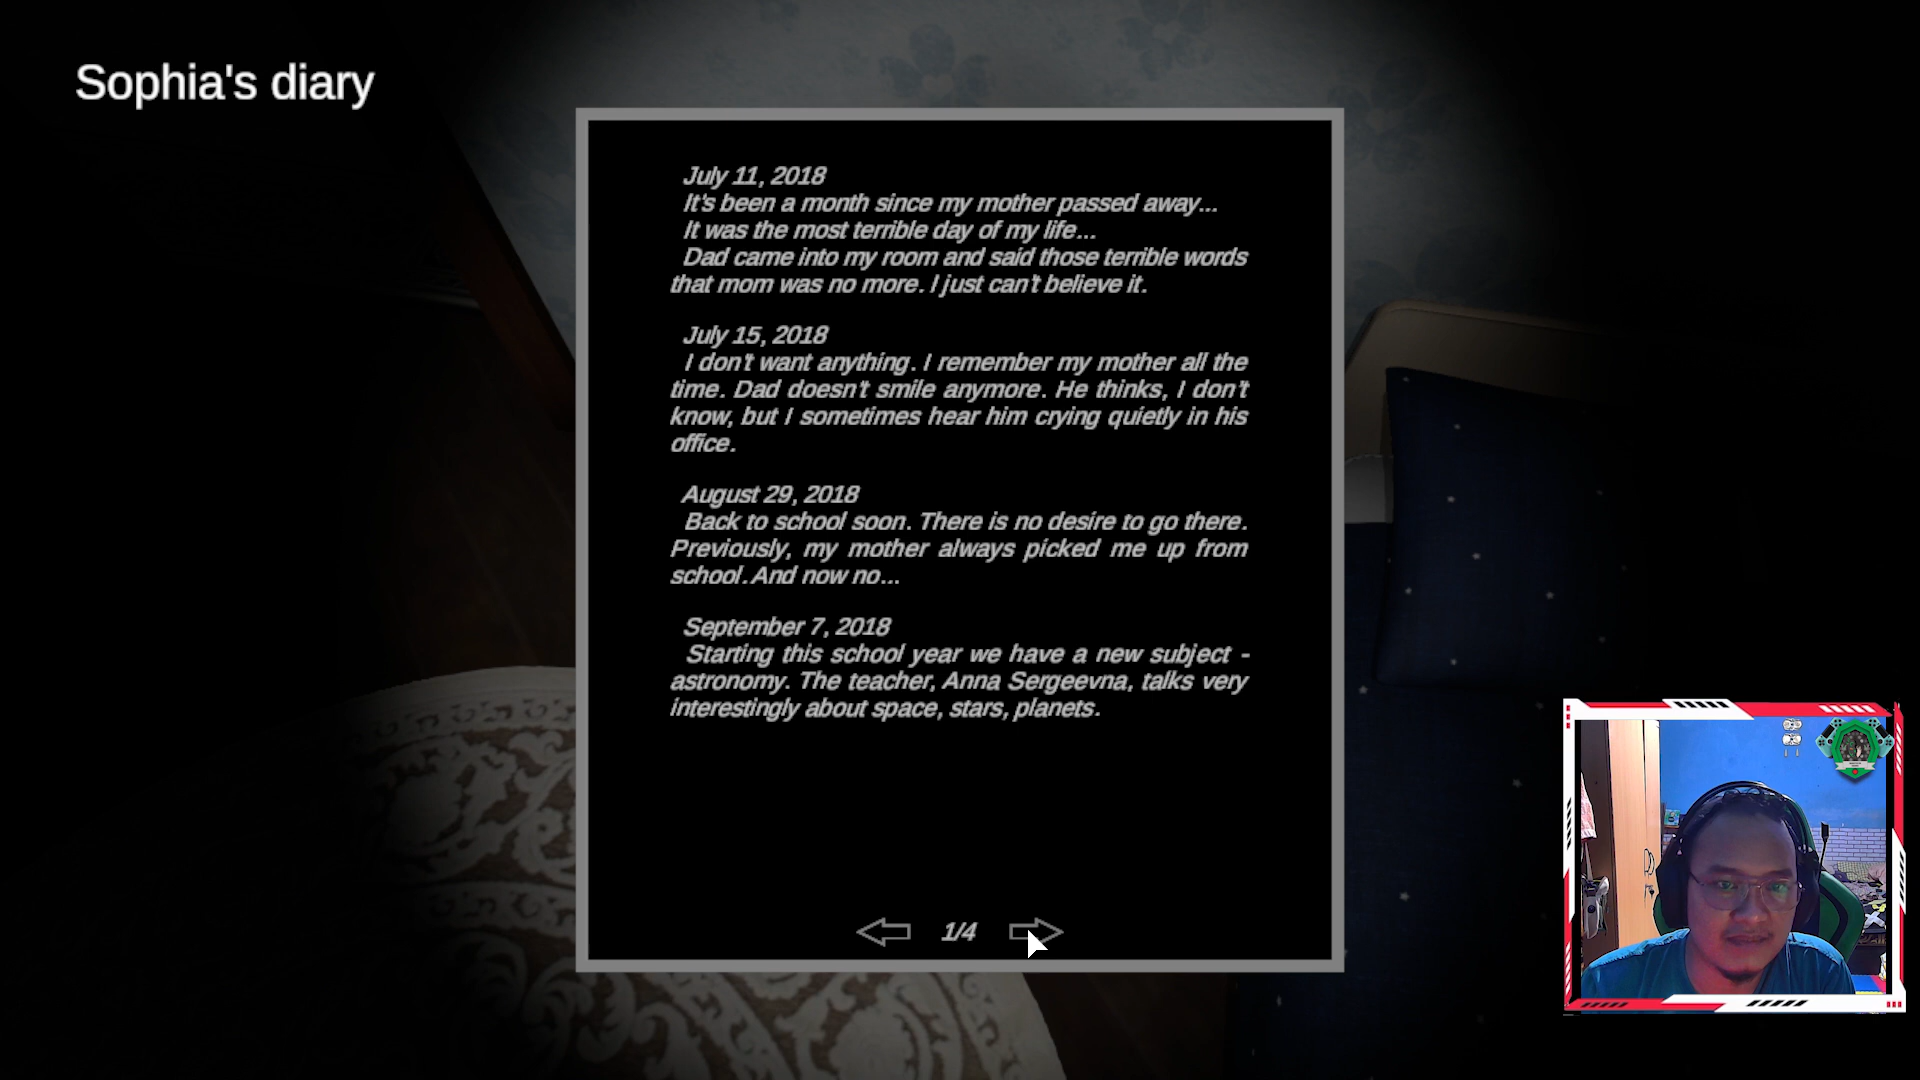 Sophia's diary
July 11, 2018
It's been a month since my mother passed away...
It was the most terrible day of my life...
Dad came into my room and said those terrible words
that mom was no more. I just can't believe it.
July 15, 2018
I don't want anything. I remember my mother all the
time. Dad doesn't smile anymore. He thinks, I don't
know, but I sometimes hear him crying quietly in his
office.
August 29, 2018
Back to school soon. There is no desire to go there.
Previously, my mother always picked me up from
school. And now no...
September 7, 2018
Starting this school year we have a new subject -
astronomy. The teacher, Anna Sergeevna, talks very
interestingly about space, stars, planets.
1/4